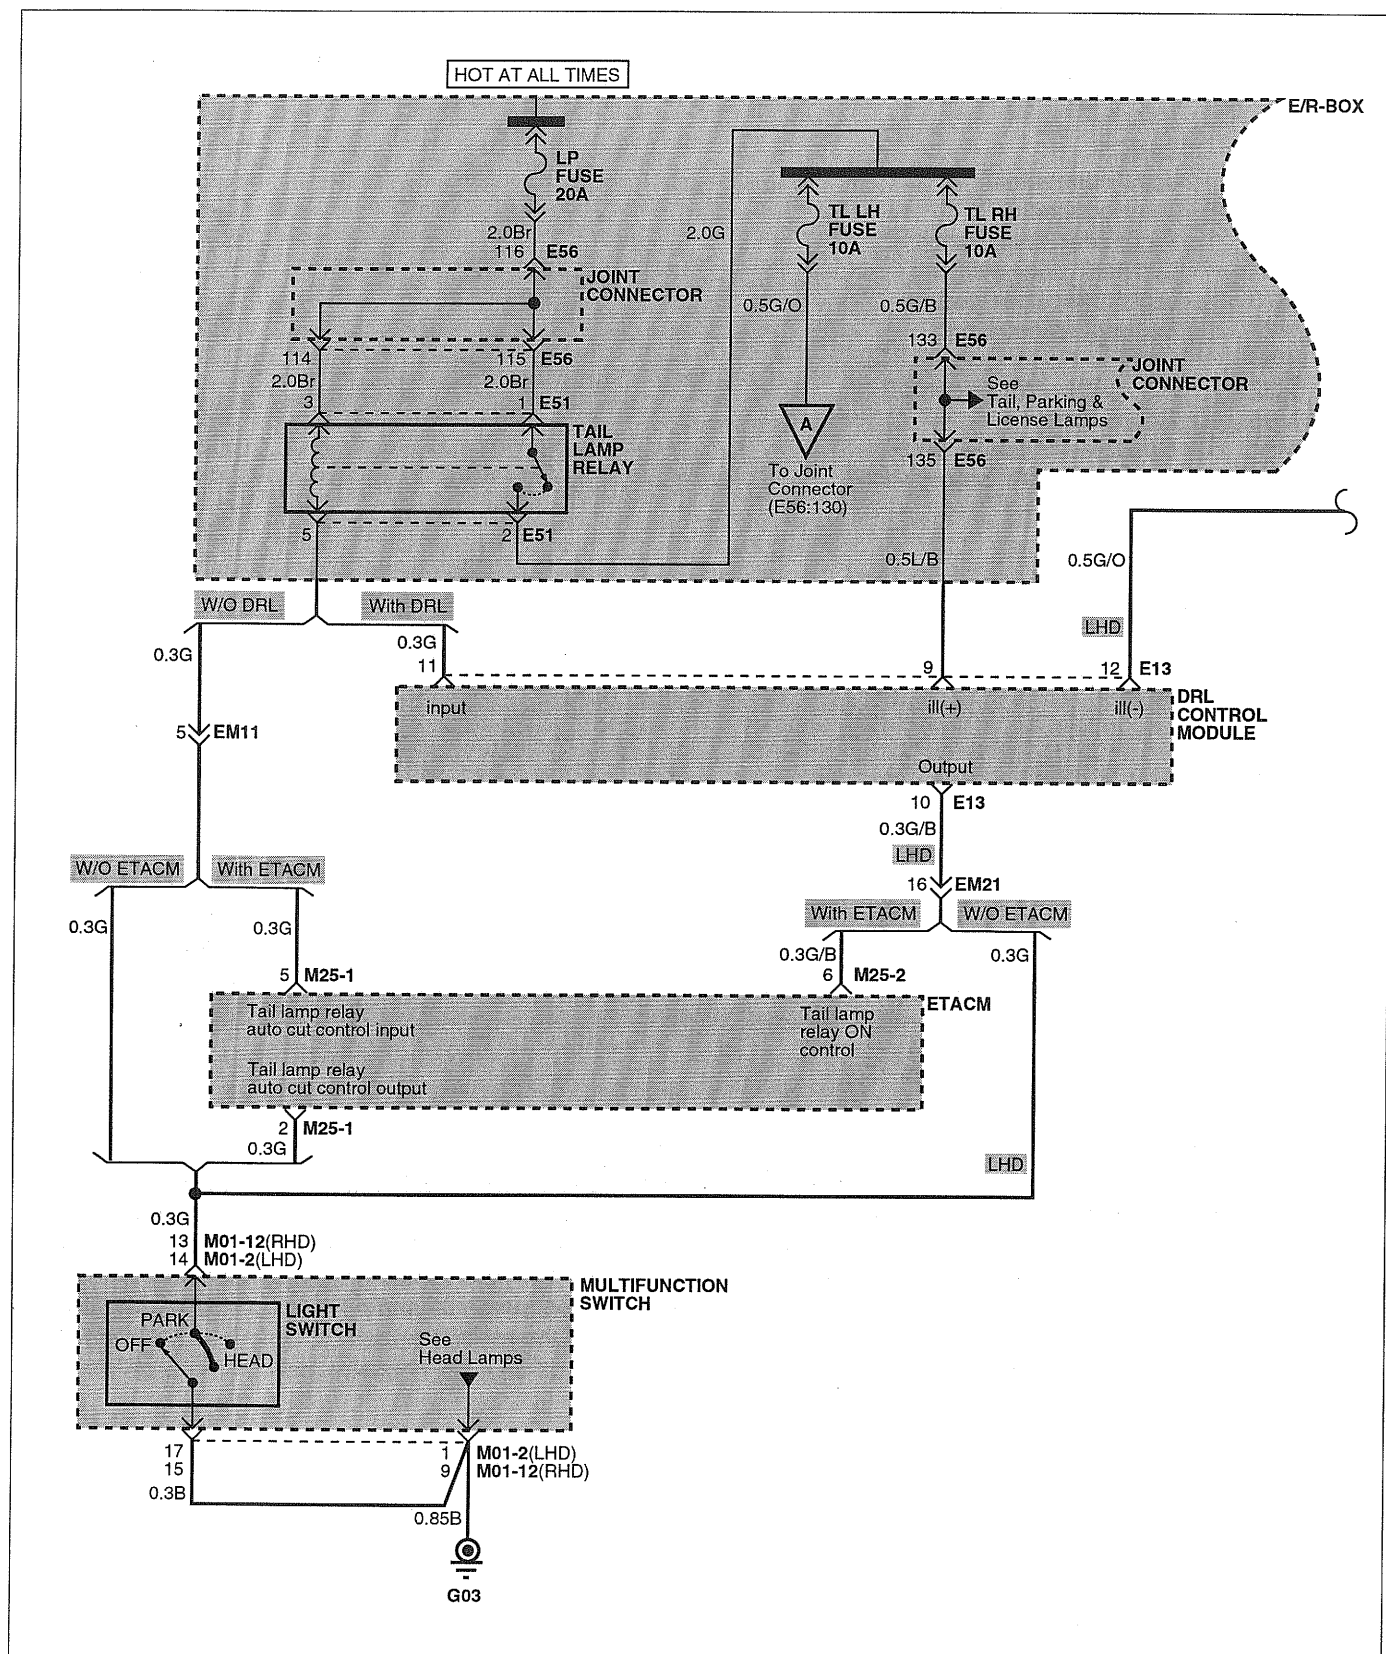 HOT AT ALL TIMES
E/R-BOX
LP
FUSE
20A
2.0Br
116 E56
2.0G
TL LH
FUSE
10A
TL RH
FUSE
10A
JOINT
CONNECTOR
0.5G/O
0.5G/B
133 E56
114
115 E56
2.0Br
2.0Br
3
1 E51
JOINT
CONNECTOR
See
Tail, Parking &
License Lamps
TAIL
LAMP
RELAY
A
135 E56
To Joint
Connector
(E56:130)
5
2 E51
0.5L/B
0.5G/O
W/O DRL
With DRL
0.3G
0.3G
LHD
11
9
12 E13
input
ill(+)
ill(-)
DRL
CONTROL
MODULE
5 EM11
Output
10 E13
0.3G/B
LHD
W/O ETACM
With ETACM
16 EM21
With ETACM
W/O ETACM
0.3G
0.3G
0.3G/B
0.3G
5 M25-1
6 M25-2
ETACM
Tail lamp relay
auto cut control input
Tail lamp
relay ON
control
Tail lamp relay
auto cut control output
2 M25-1
0.3G
LHD
0.3G
13 M01-12(RHD)
14 M01-2(LHD)
MULTIFUNCTION
SWITCH
LIGHT
SWITCH
PARK
OFF
HEAD
See
Head Lamps
17
15
1 M01-2(LHD)
9 M01-12(RHD)
0.3B
0.85B
G03